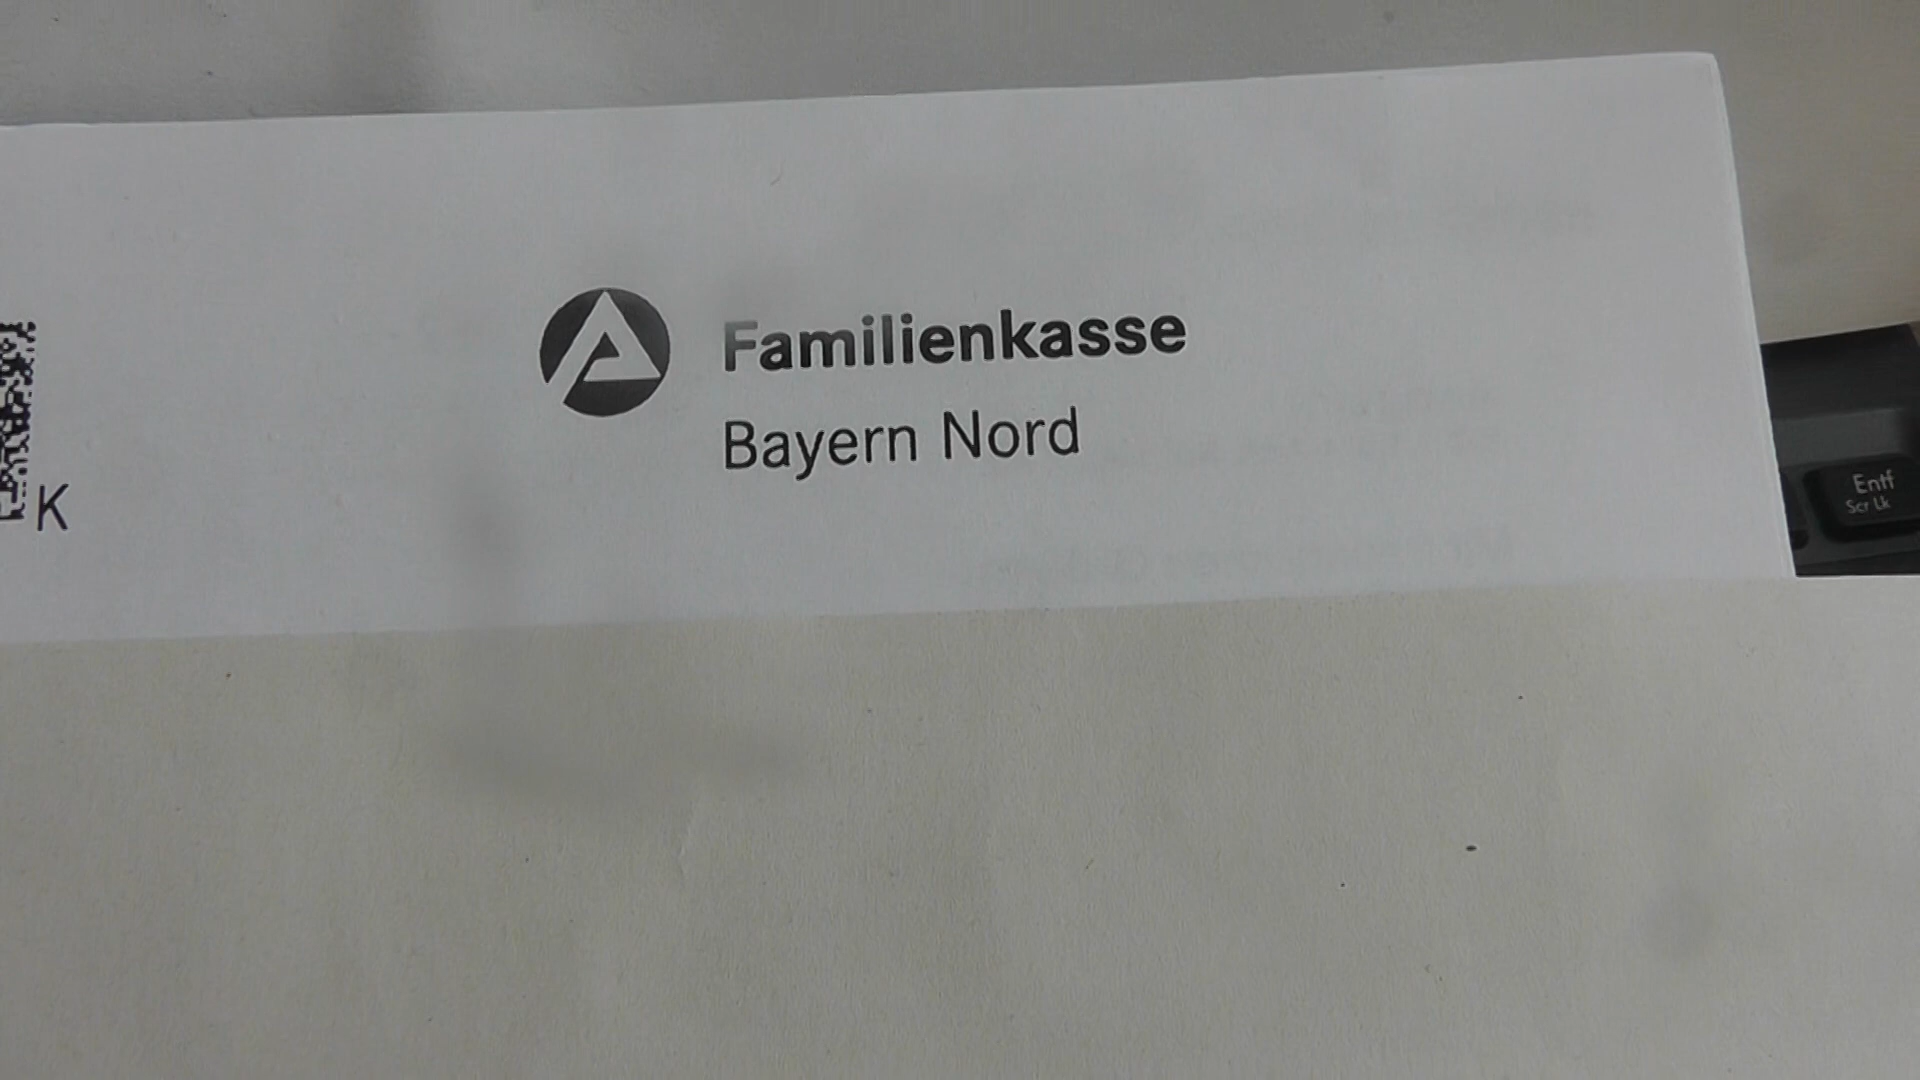 Familienkasse
Bayern Nord
K
Entf
Scr Lk